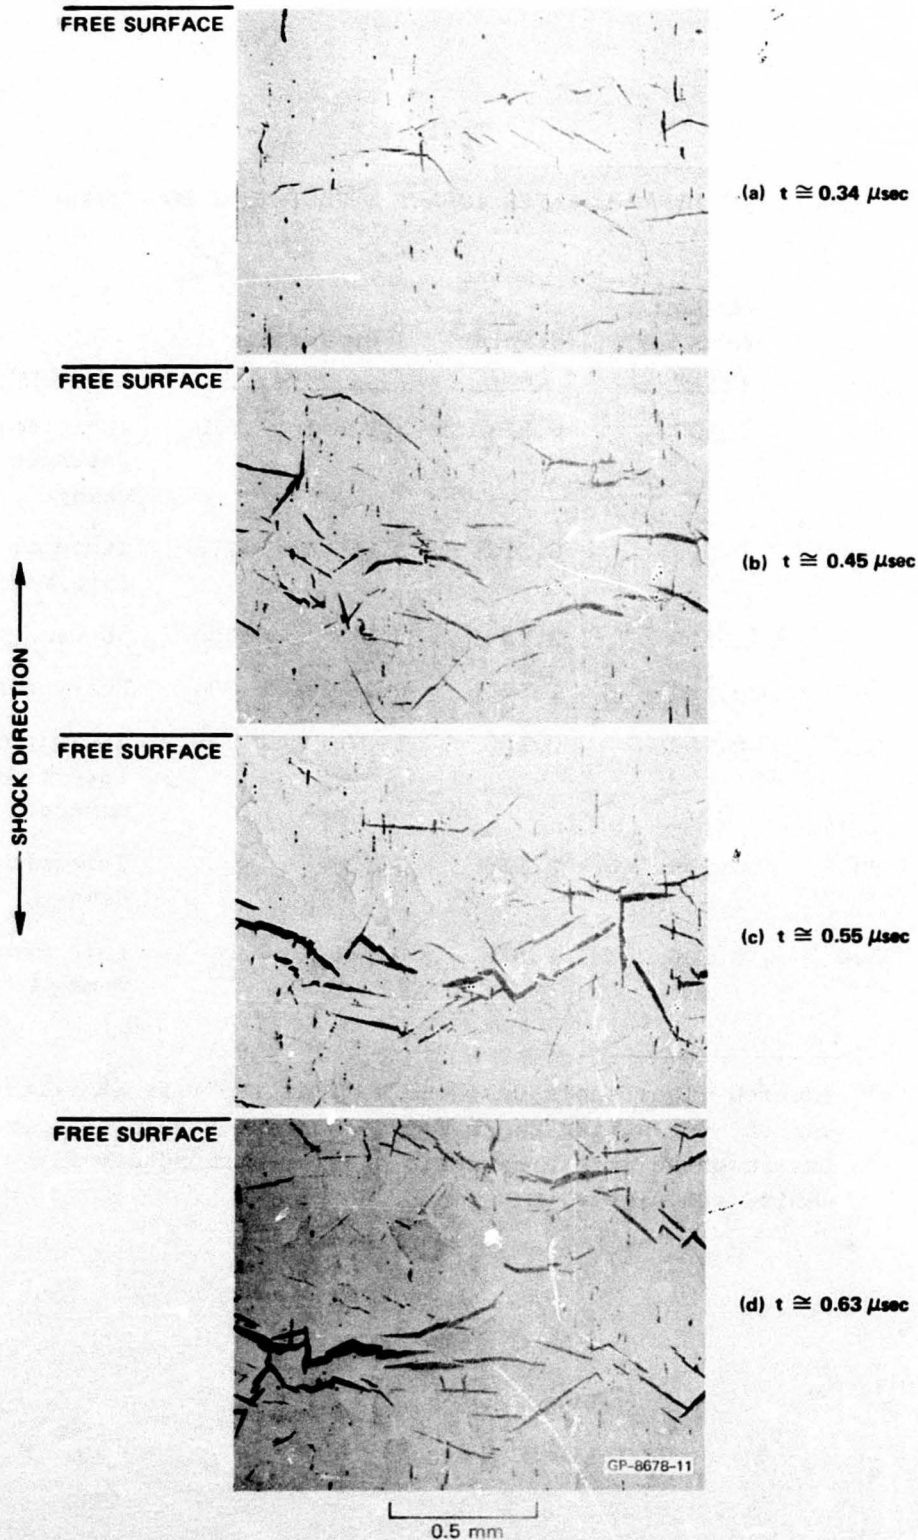 FREE SURFACE
(a) t ≅ 0.34 µsec
FREE SURFACE
(b) t ≅ 0.45 µsec
SHOCK DIRECTION
FREE SURFACE
(c) t ≅ 0.55 µsec
FREE SURFACE
(d) t ≅ 0.63 µsec
GP-8678-11
0.5 mm